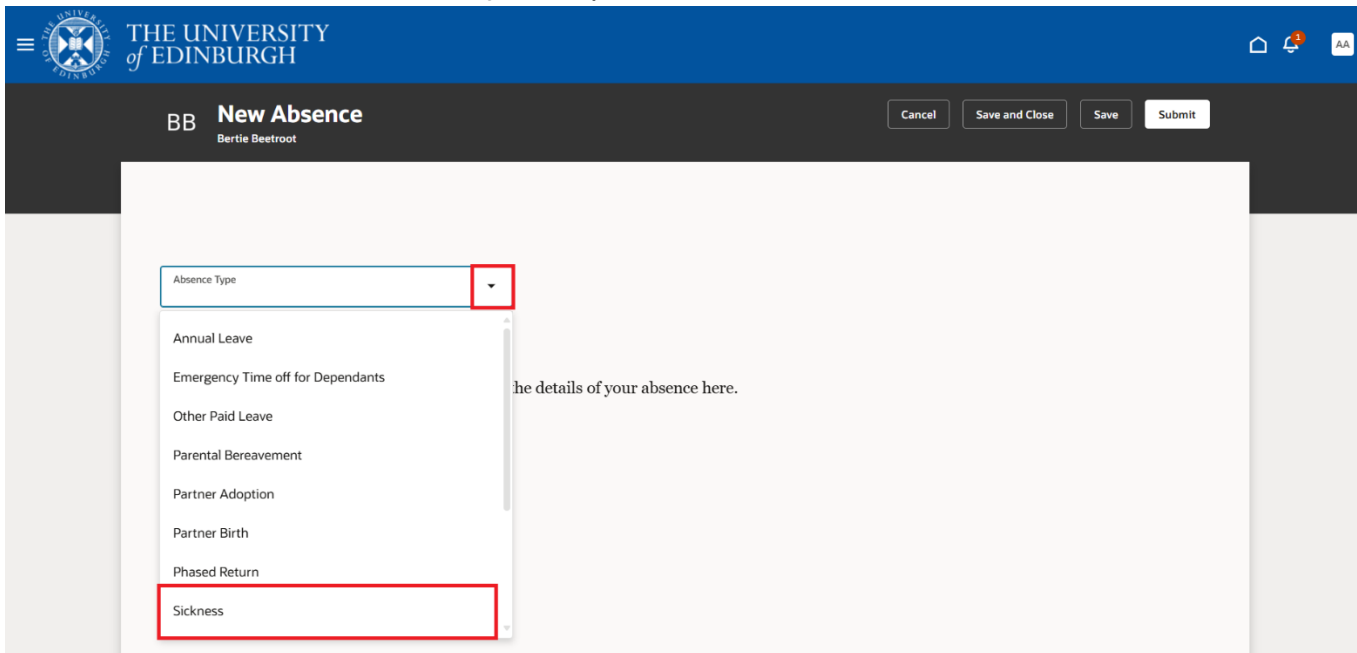 THE UNIVERSITY
of EDINBURGH
1
AA
BB
New Absence
Bertie Beetroot
Cancel
Save and Close
Save
Submit
Absence Type
Annual Leave
Emergency Time off for Dependants
the details of your absence here.
Other Paid Leave
Parental Bereavement
Partner Adoption
Partner Birth
Phased Return
Sickness